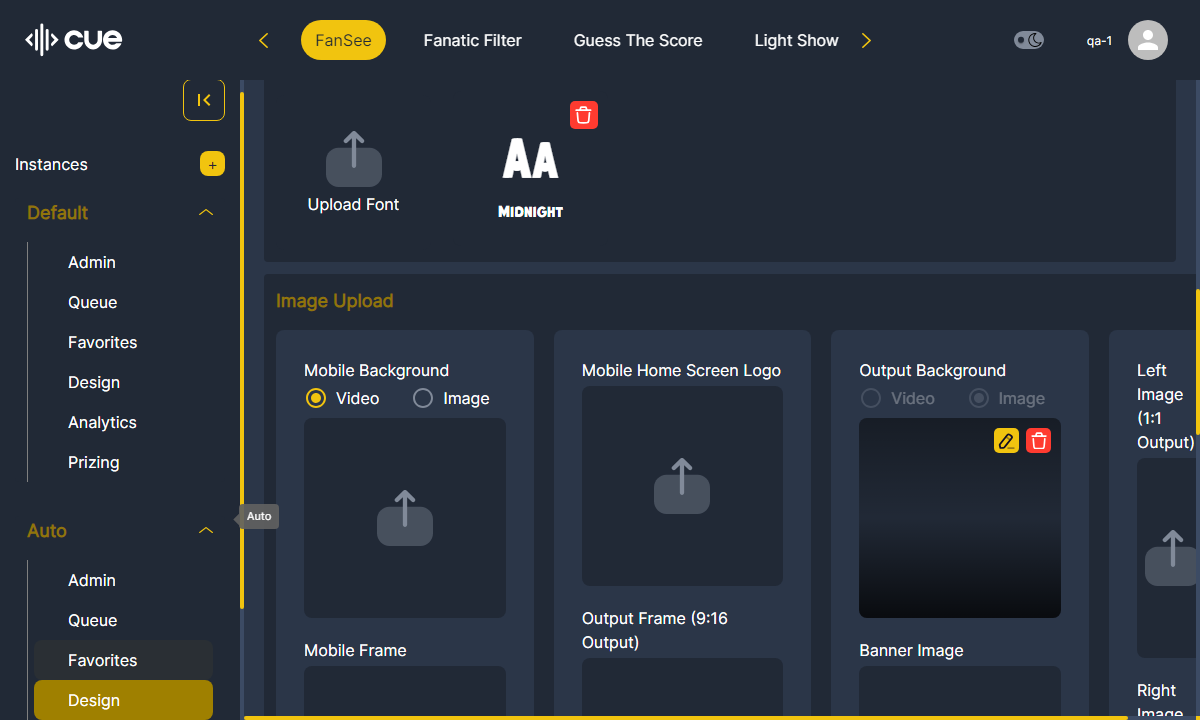 cue
FanSee
Fanatic Filter
Guess The Score
Light Show
qa-1
Instances
+
Default
Admin
Queue
Favorites
Design
Analytics
Prizing
Auto
Auto
Admin
Queue
Favorites
Design
Upload Font
AA
MIDNIGHT
Image Upload
Mobile Background
Video
Image
Mobile Frame
Mobile Home Screen Logo
Output Frame (9:16
Output)
Output Background
Video
Image
Banner Image
Left
Image
(1:1
Output)
Right
Image